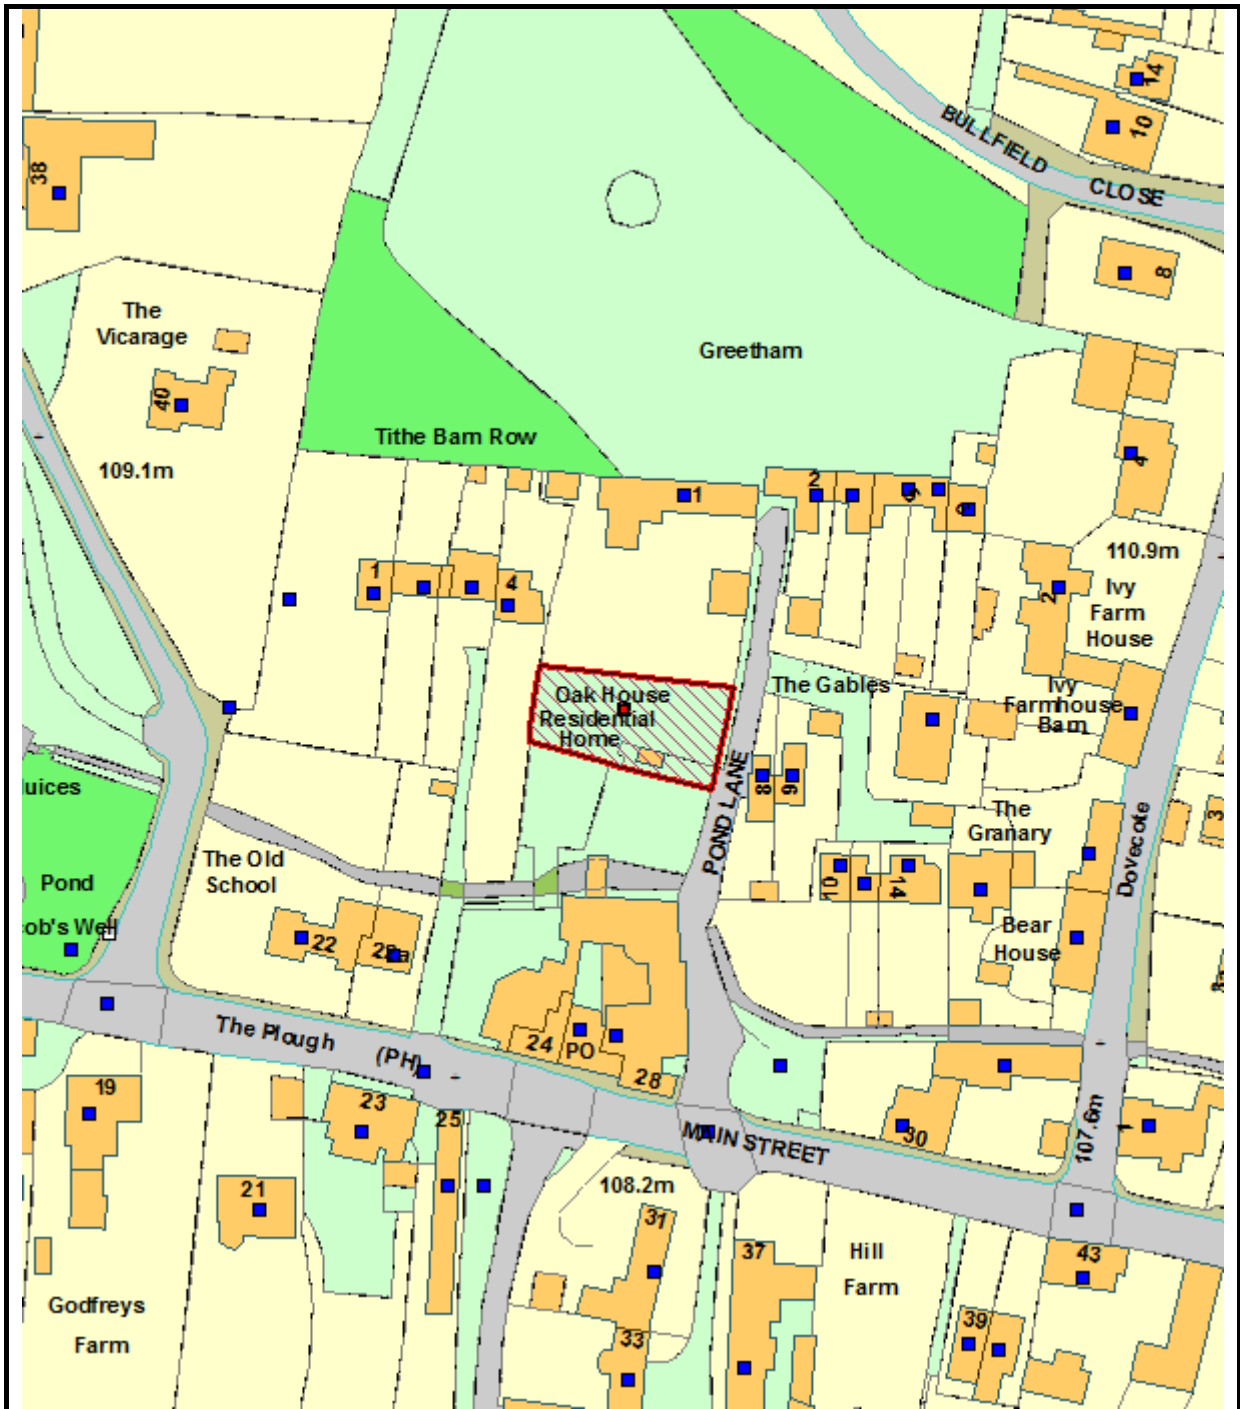 14
10
BULLFIELD
CLOSE
38
8
The
Vicarage
Greetham
40
Tithe Barn Row
109.1m
4
1
2
5
6
110.9m
1
4
2
Ivy
Farm
House
Oak House
Residential
Home
The Gables
Ivy
Farmhouse
Barn
POND LANE
8
9
uices
The
Granary
3
Dovecote
The Old
School
Pond
10
14
ob's Well
22
22a
Bear
House
The Plough
(PH)
24
PO
28
19
23
25
MAIN STREET
30
107.6m
1
21
108.2m
31
37
Hill
Farm
43
Godfreys
Farm
33
39